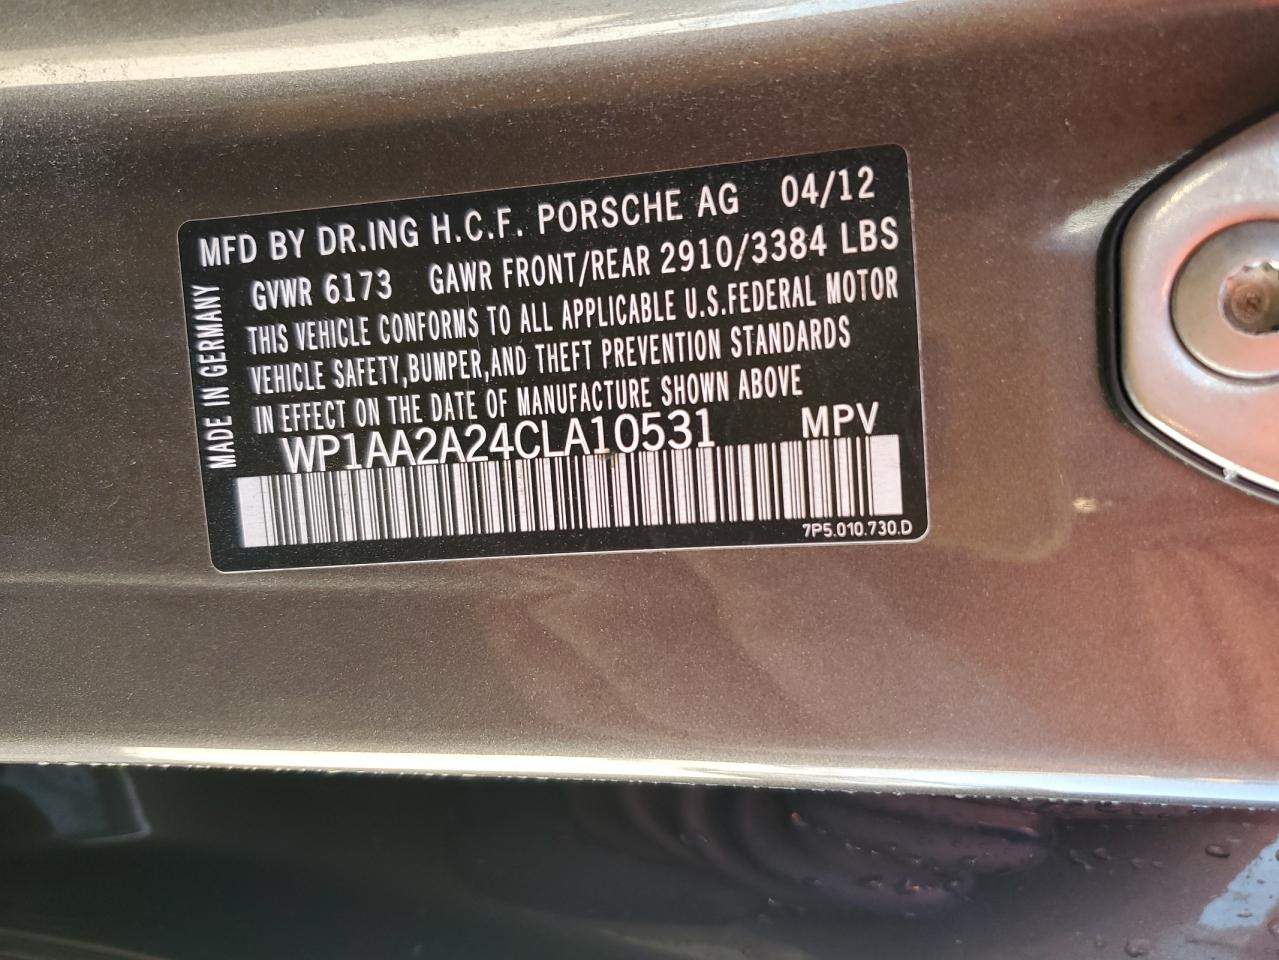 MFD BY DR.ING H.C.F. PORSCHE AG 04/12
GVWR 6173 GAWR FRONT/REAR 2910/3384 LBS
THIS VEHICLE CONFORMS TO ALL APPLICABLE U.S.FEDERAL MOTOR
VEHICLE SAFETY,BUMPER,AND THEFT PREVENTION STANDARDS
IN EFFECT ON THE DATE OF MANUFACTURE SHOWN ABOVE
WP1AA2A24CLA10531 MPV
7P5.010.730.D
MADE IN GERMANY